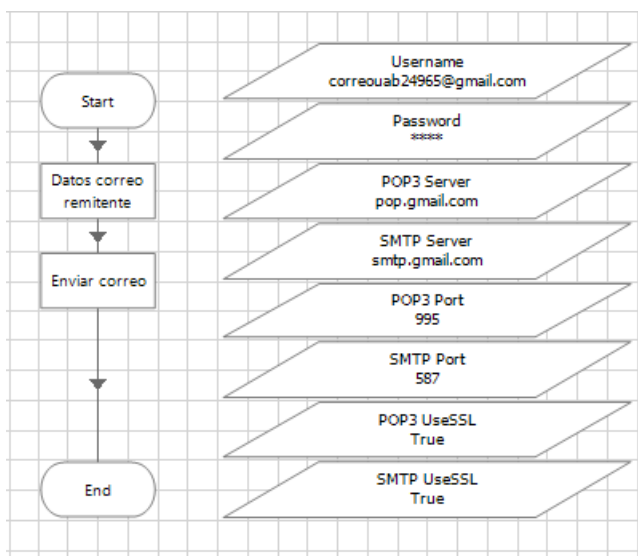 Start
Datos correo
remitente
Enviar correo
End
Username
correouab24965@gmail.com
Password
****
POP3 Server
pop.gmail.com
SMTP Server
smtp.gmail.com
POP3 Port
995
SMTP Port
587
POP3 UseSSL
True
SMTP UseSSL
True